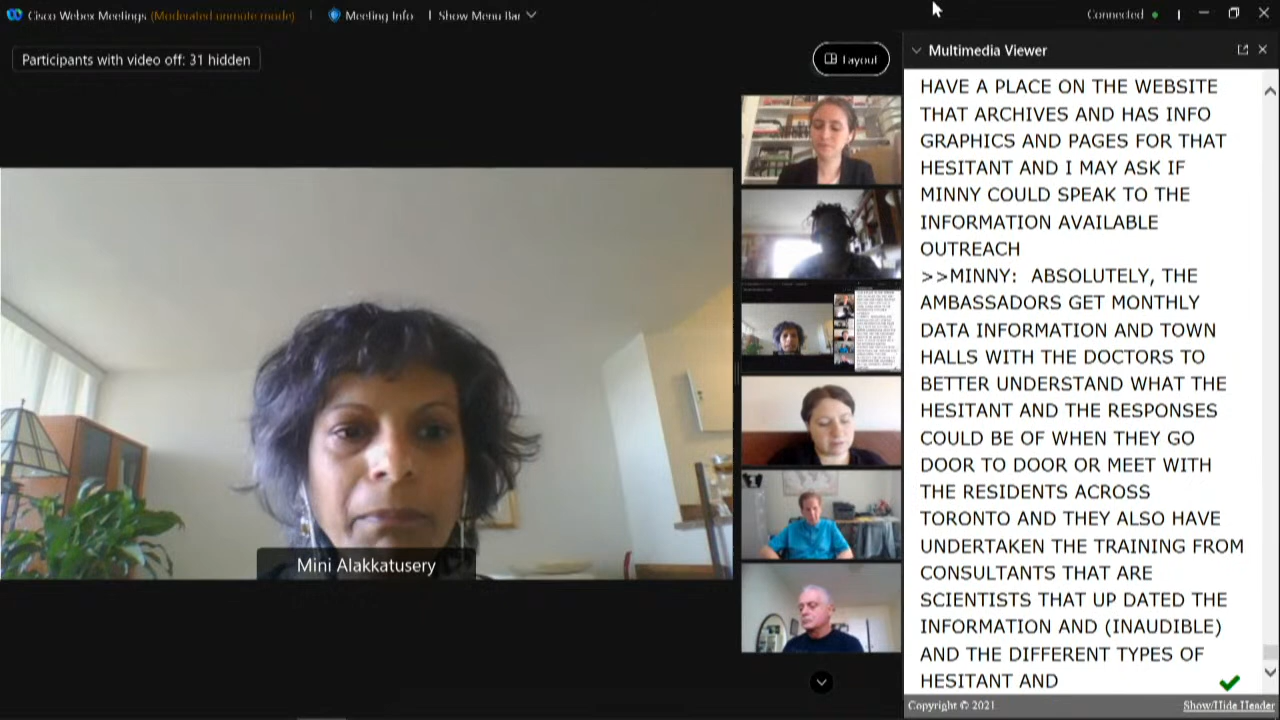 Cisco Webex Meetings (Moderated unmute mode) | Meeting Info | Show Menu Bar
Connected
Participants with video off: 31 hidden
Layout
Mini Alakkatusery
Multimedia Viewer
HAVE A PLACE ON THE WEBSITE
THAT ARCHIVES AND HAS INFO
GRAPHICS AND PAGES FOR THAT
HESITANT AND I MAY ASK IF
MINNY COULD SPEAK TO THE
INFORMATION AVAILABLE
OUTREACH
>>MINNY: ABSOLUTELY, THE
AMBASSADORS GET MONTHLY
DATA INFORMATION AND TOWN
HALLS WITH THE DOCTORS TO
BETTER UNDERSTAND WHAT THE
HESITANT AND THE RESPONSES
COULD BE OF WHEN THEY GO
DOOR TO DOOR OR MEET WITH
THE RESIDENTS ACROSS
TORONTO AND THEY ALSO HAVE
UNDERTAKEN THE TRAINING FROM
CONSULTANTS THAT ARE
SCIENTISTS THAT UP DATED THE
INFORMATION AND (INAUDIBLE)
AND THE DIFFERENT TYPES OF
HESITANT AND
Copyright © 2021
Show/Hide Header